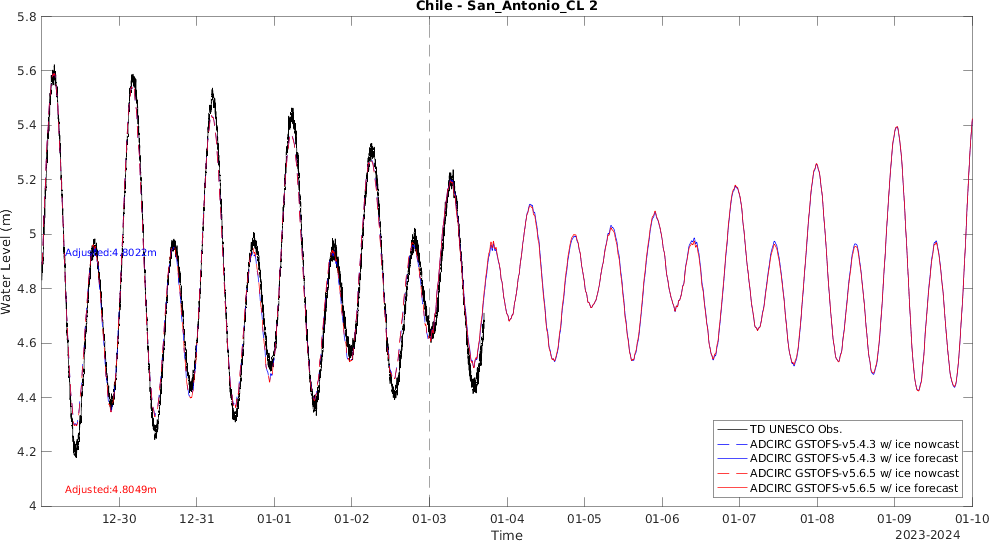 Chile - San_Antonio_CL 2
Water Level (m)
5.8
5.6
5.4
5.2
5
4.8
4.6
4.4
4.2
4
Adjusted:4.8022m
Adjusted:4.8049m
TD UNESCO Obs.
ADCIRC GSTOFS-v5.4.3 w/ ice nowcast
ADCIRC GSTOFS-v5.4.3 w/ ice forecast
ADCIRC GSTOFS-v5.6.5 w/ ice nowcast
ADCIRC GSTOFS-v5.6.5 w/ ice forecast
12-30 12-31 01-01 01-02 01-03 01-04 01-05 01-06 01-07 01-08 01-09 01-10
Time
2023-2024